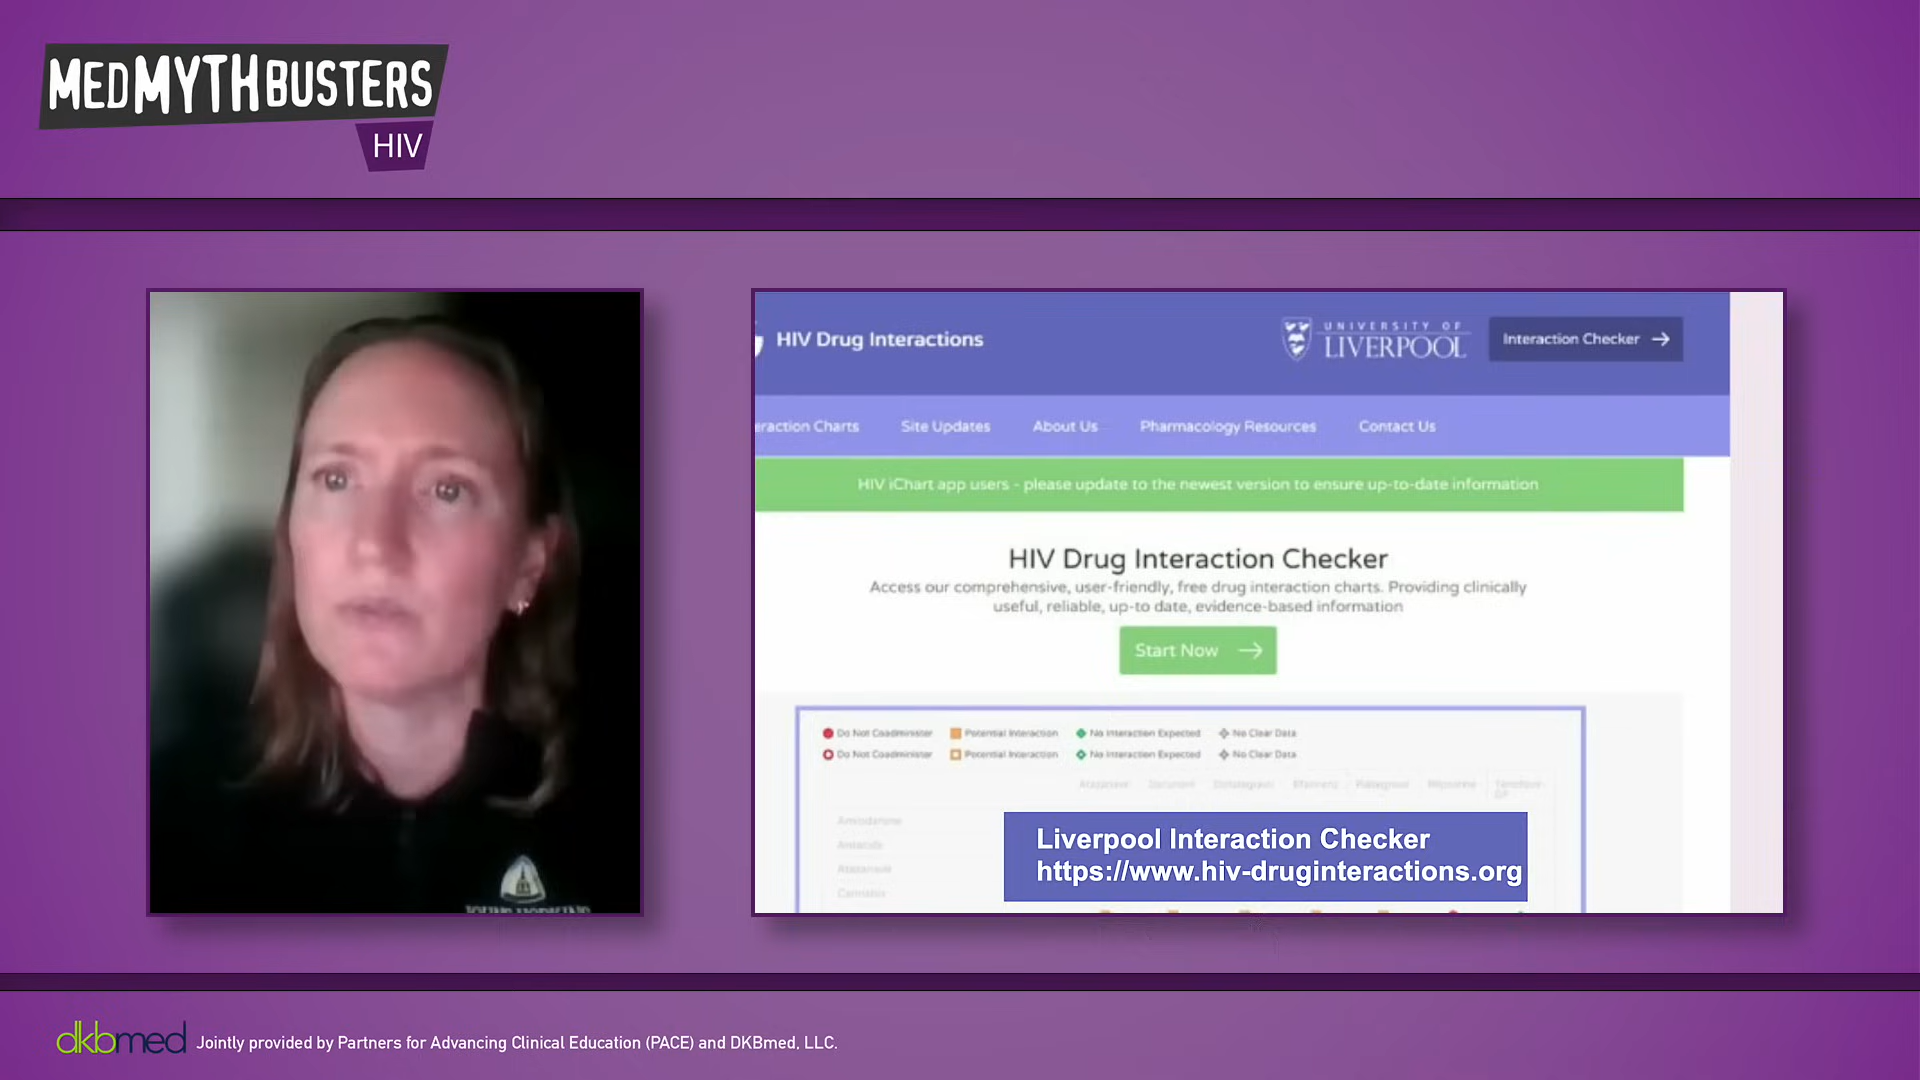 MEDMYTHBUSTERS
HIV
HIV Drug Interactions
UNIVERSITY OF
LIVERPOOL
Interaction Checker
eraction Charts
Site Updates
About Us
Pharmacology Resources
Contact Us
HIV iChart app users - please update to the newest version to ensure up-to-date information
HIV Drug Interaction Checker
Access our comprehensive, user-friendly, free drug interaction charts. Providing clinically
useful, reliable, up-to date, evidence-based information
Start Now
Do Not Coadminister Potential Interaction No Interaction Expected No Clear Data
Do Not Coadminister Potential Interaction No Interaction Expected No Clear Data
Amiodarone
Antacids
Cannabis
Liverpool Interaction Checker
https://www.hiv-druginteractions.org
dkbmed Jointly provided by Partners for Advancing Clinical Education (PACE) and DKBmed, LLC.